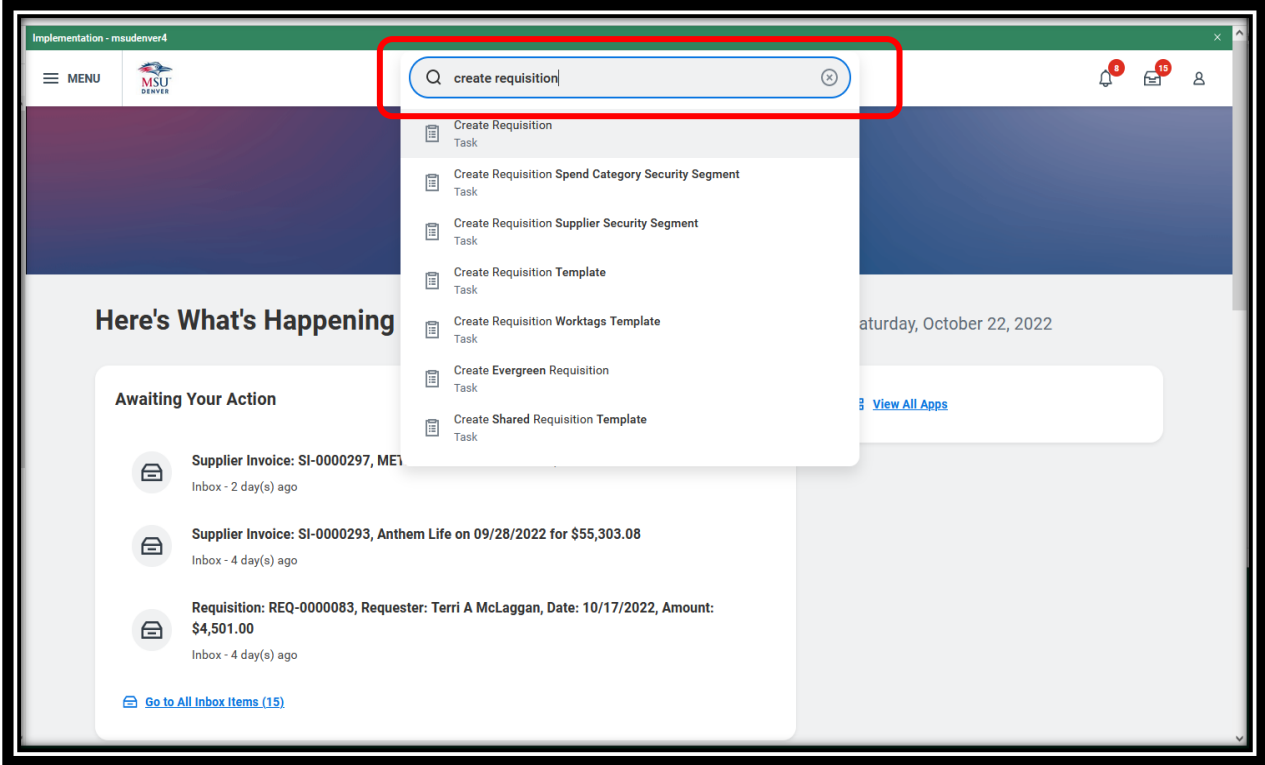 Implementation - msudenver4
MENU
MSU
DENVER
create requisition
8
15
Create Requisition
Task
Create Requisition Spend Category Security Segment
Task
Create Requisition Supplier Security Segment
Task
Create Requisition Template
Task
Create Requisition Worktags Template
Task
Create Evergreen Requisition
Task
Create Shared Requisition Template
Task
Here's What's Happening
aturday, October 22, 2022
Awaiting Your Action
View All Apps
Supplier Invoice: SI-0000297, MET
Inbox - 2 day(s) ago
Supplier Invoice: SI-0000293, Anthem Life on 09/28/2022 for $55,303.08
Inbox - 4 day(s) ago
Requisition: REQ-0000083, Requester: Terri A McLaggan, Date: 10/17/2022, Amount:
$4,501.00
Inbox - 4 day(s) ago
Go to All Inbox Items (15)